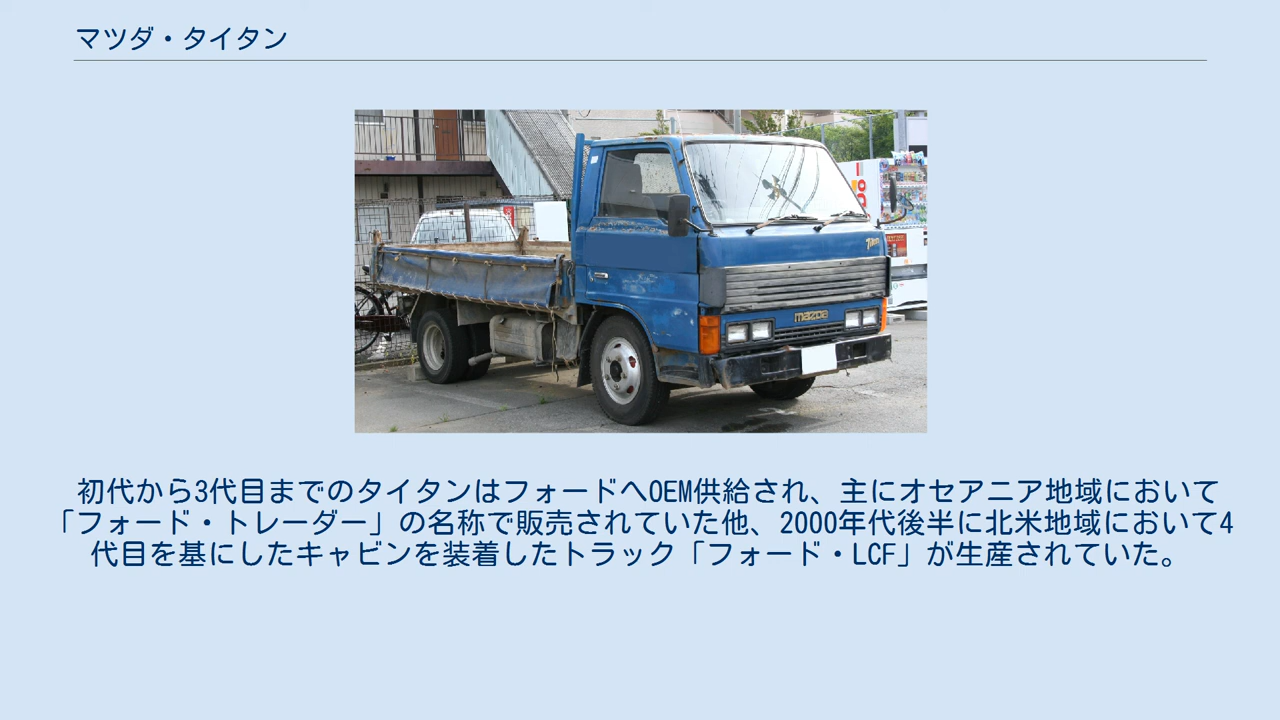 マツダ・タイタン
Titan
mazda
初代から3代目までのタイタンはフォードへOEM供給され、主にオセアニア地域において
「フォード・トレーダー」の名称で販売されていた他、2000年代後半に北米地域において4
代目を基にしたキャビンを装着したトラック「フォード・LCF」が生産されていた。